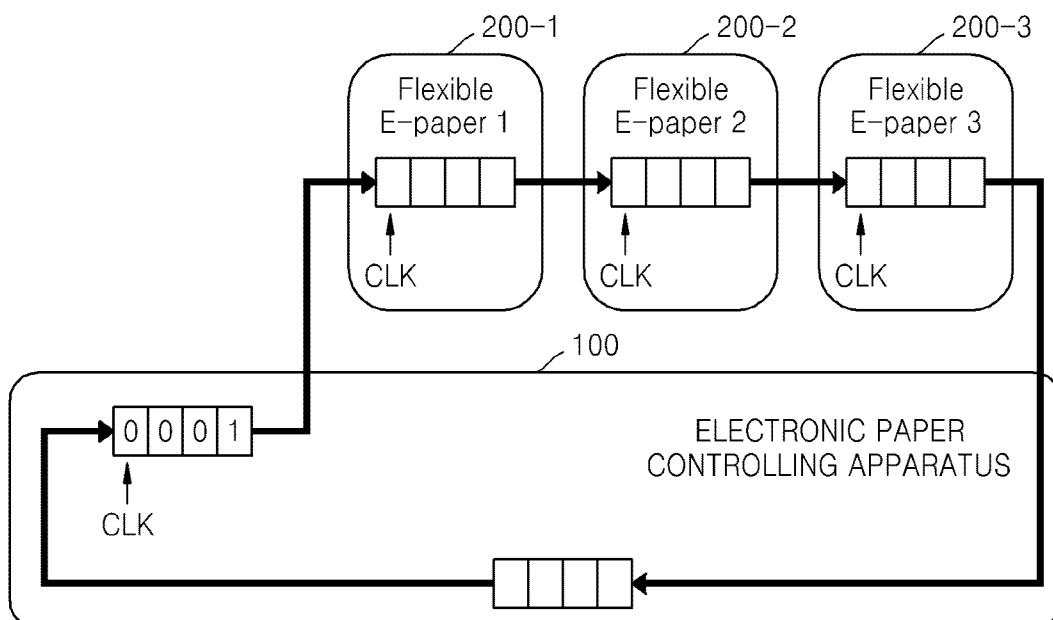 200-1
200-2
200-3
Flexible
E-paper 1
Flexible
E-paper 2
Flexible
E-paper 3
CLK
CLK
CLK
100
0 0 0 1
ELECTRONIC PAPER
CONTROLLING APPARATUS
CLK